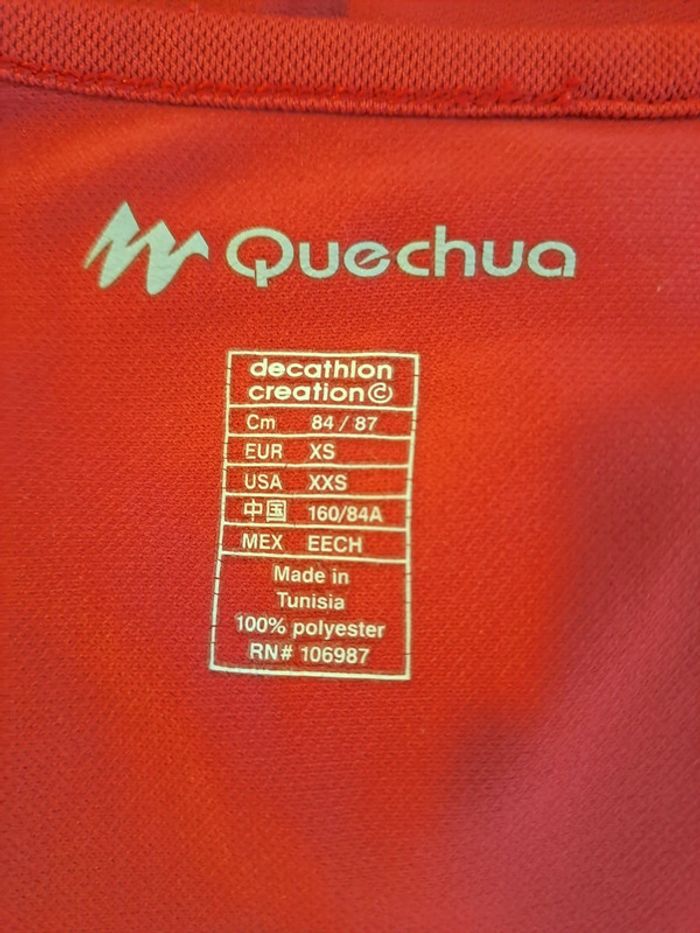 Quechua
decathlon
creation©
Cm 84 / 87
EUR XS
USA XXS
中国 160/84A
MEX EECH
Made in
Tunisia
100% polyester
RN# 106987